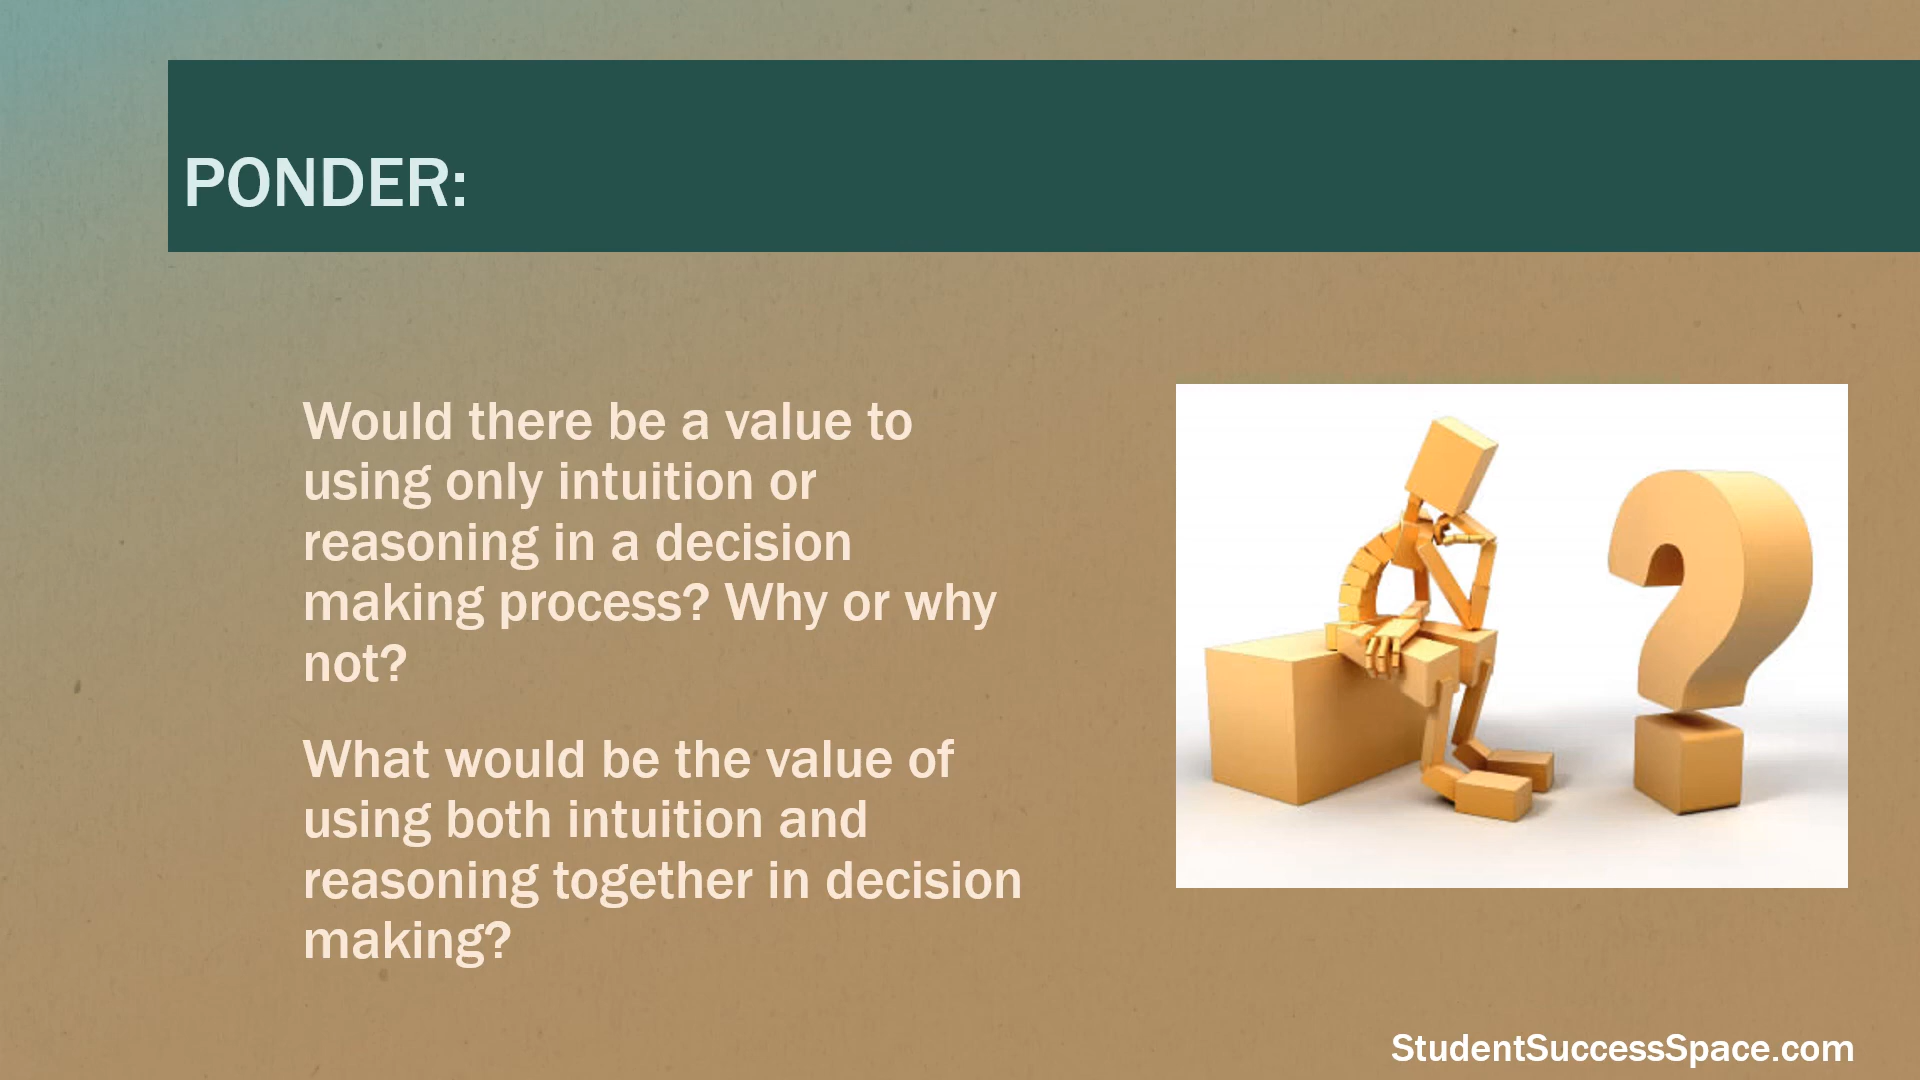 PONDER:
Would there be a value to
using only intuition or
reasoning in a decision
making process? Why or why
not?
What would be the value of
using both intuition and
reasoning together in decision
making?
StudentSuccessSpace.com